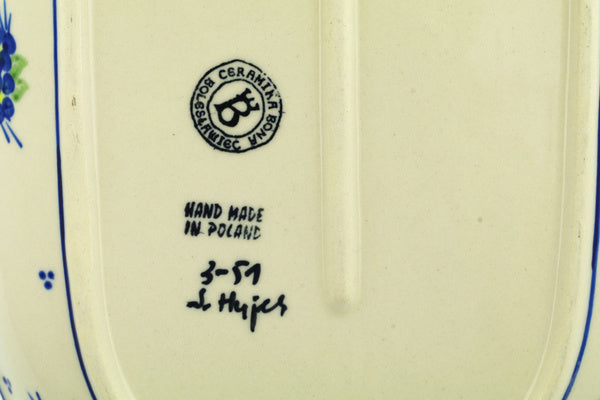 CERAMIKA BONA BOLESŁAWIEC
B
HAND MADE
IN POLAND
3-51